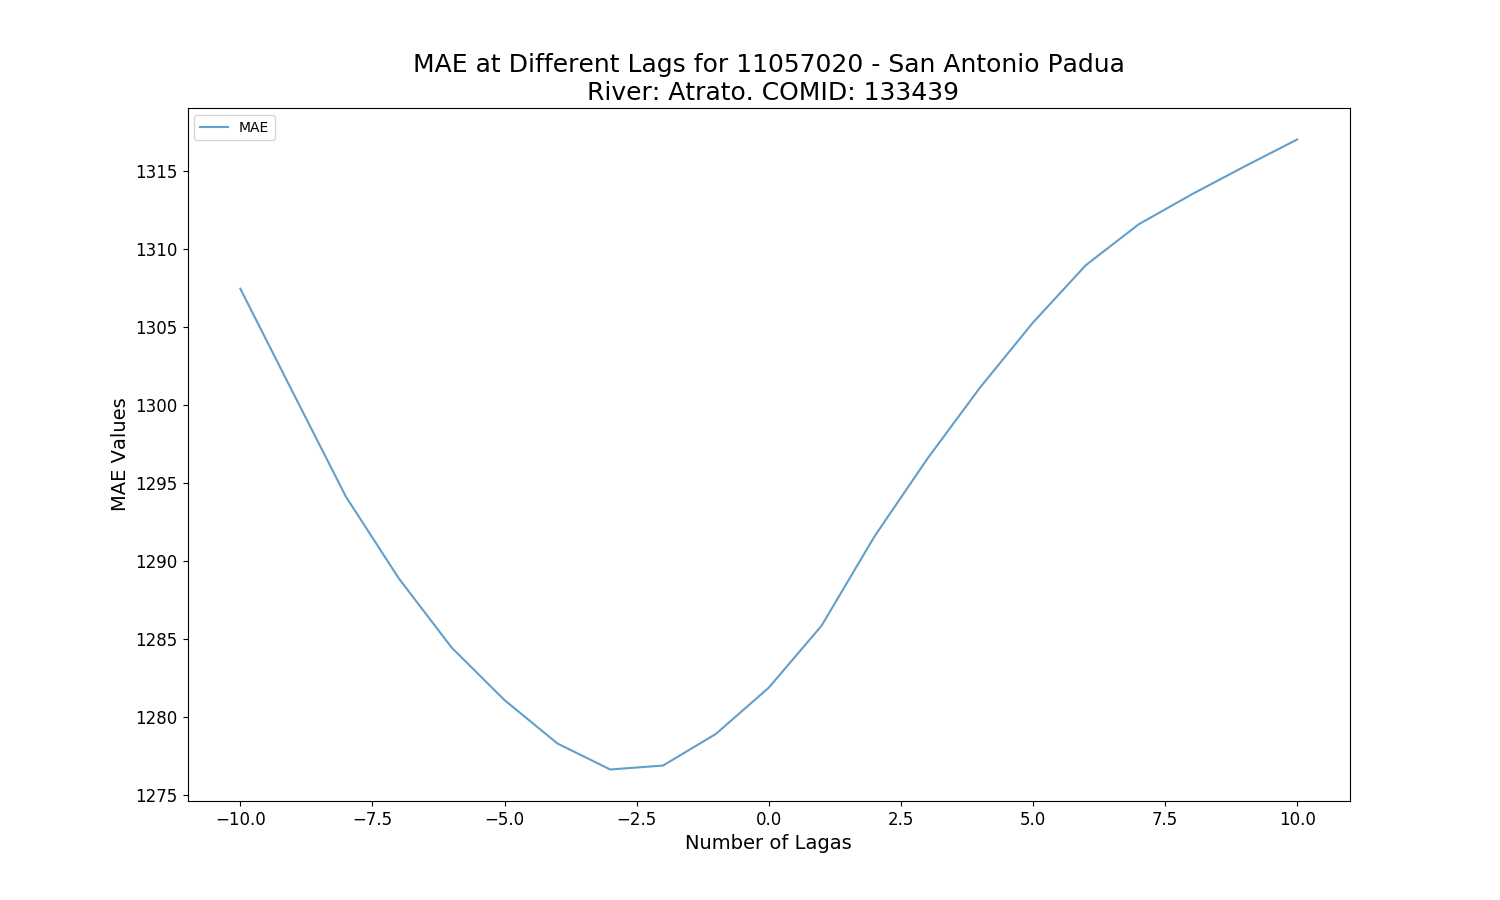 MAE at Different Lags for 11057020 - San Antonio Padua
River: Atrato. COMID: 133439
MAE
1315
1310
1305
1300
1295
1290
1285
1280
1275
MAE Values
−10.0 −7.5 −5.0 −2.5 0.0 2.5 5.0 7.5 10.0
Number of Lagas